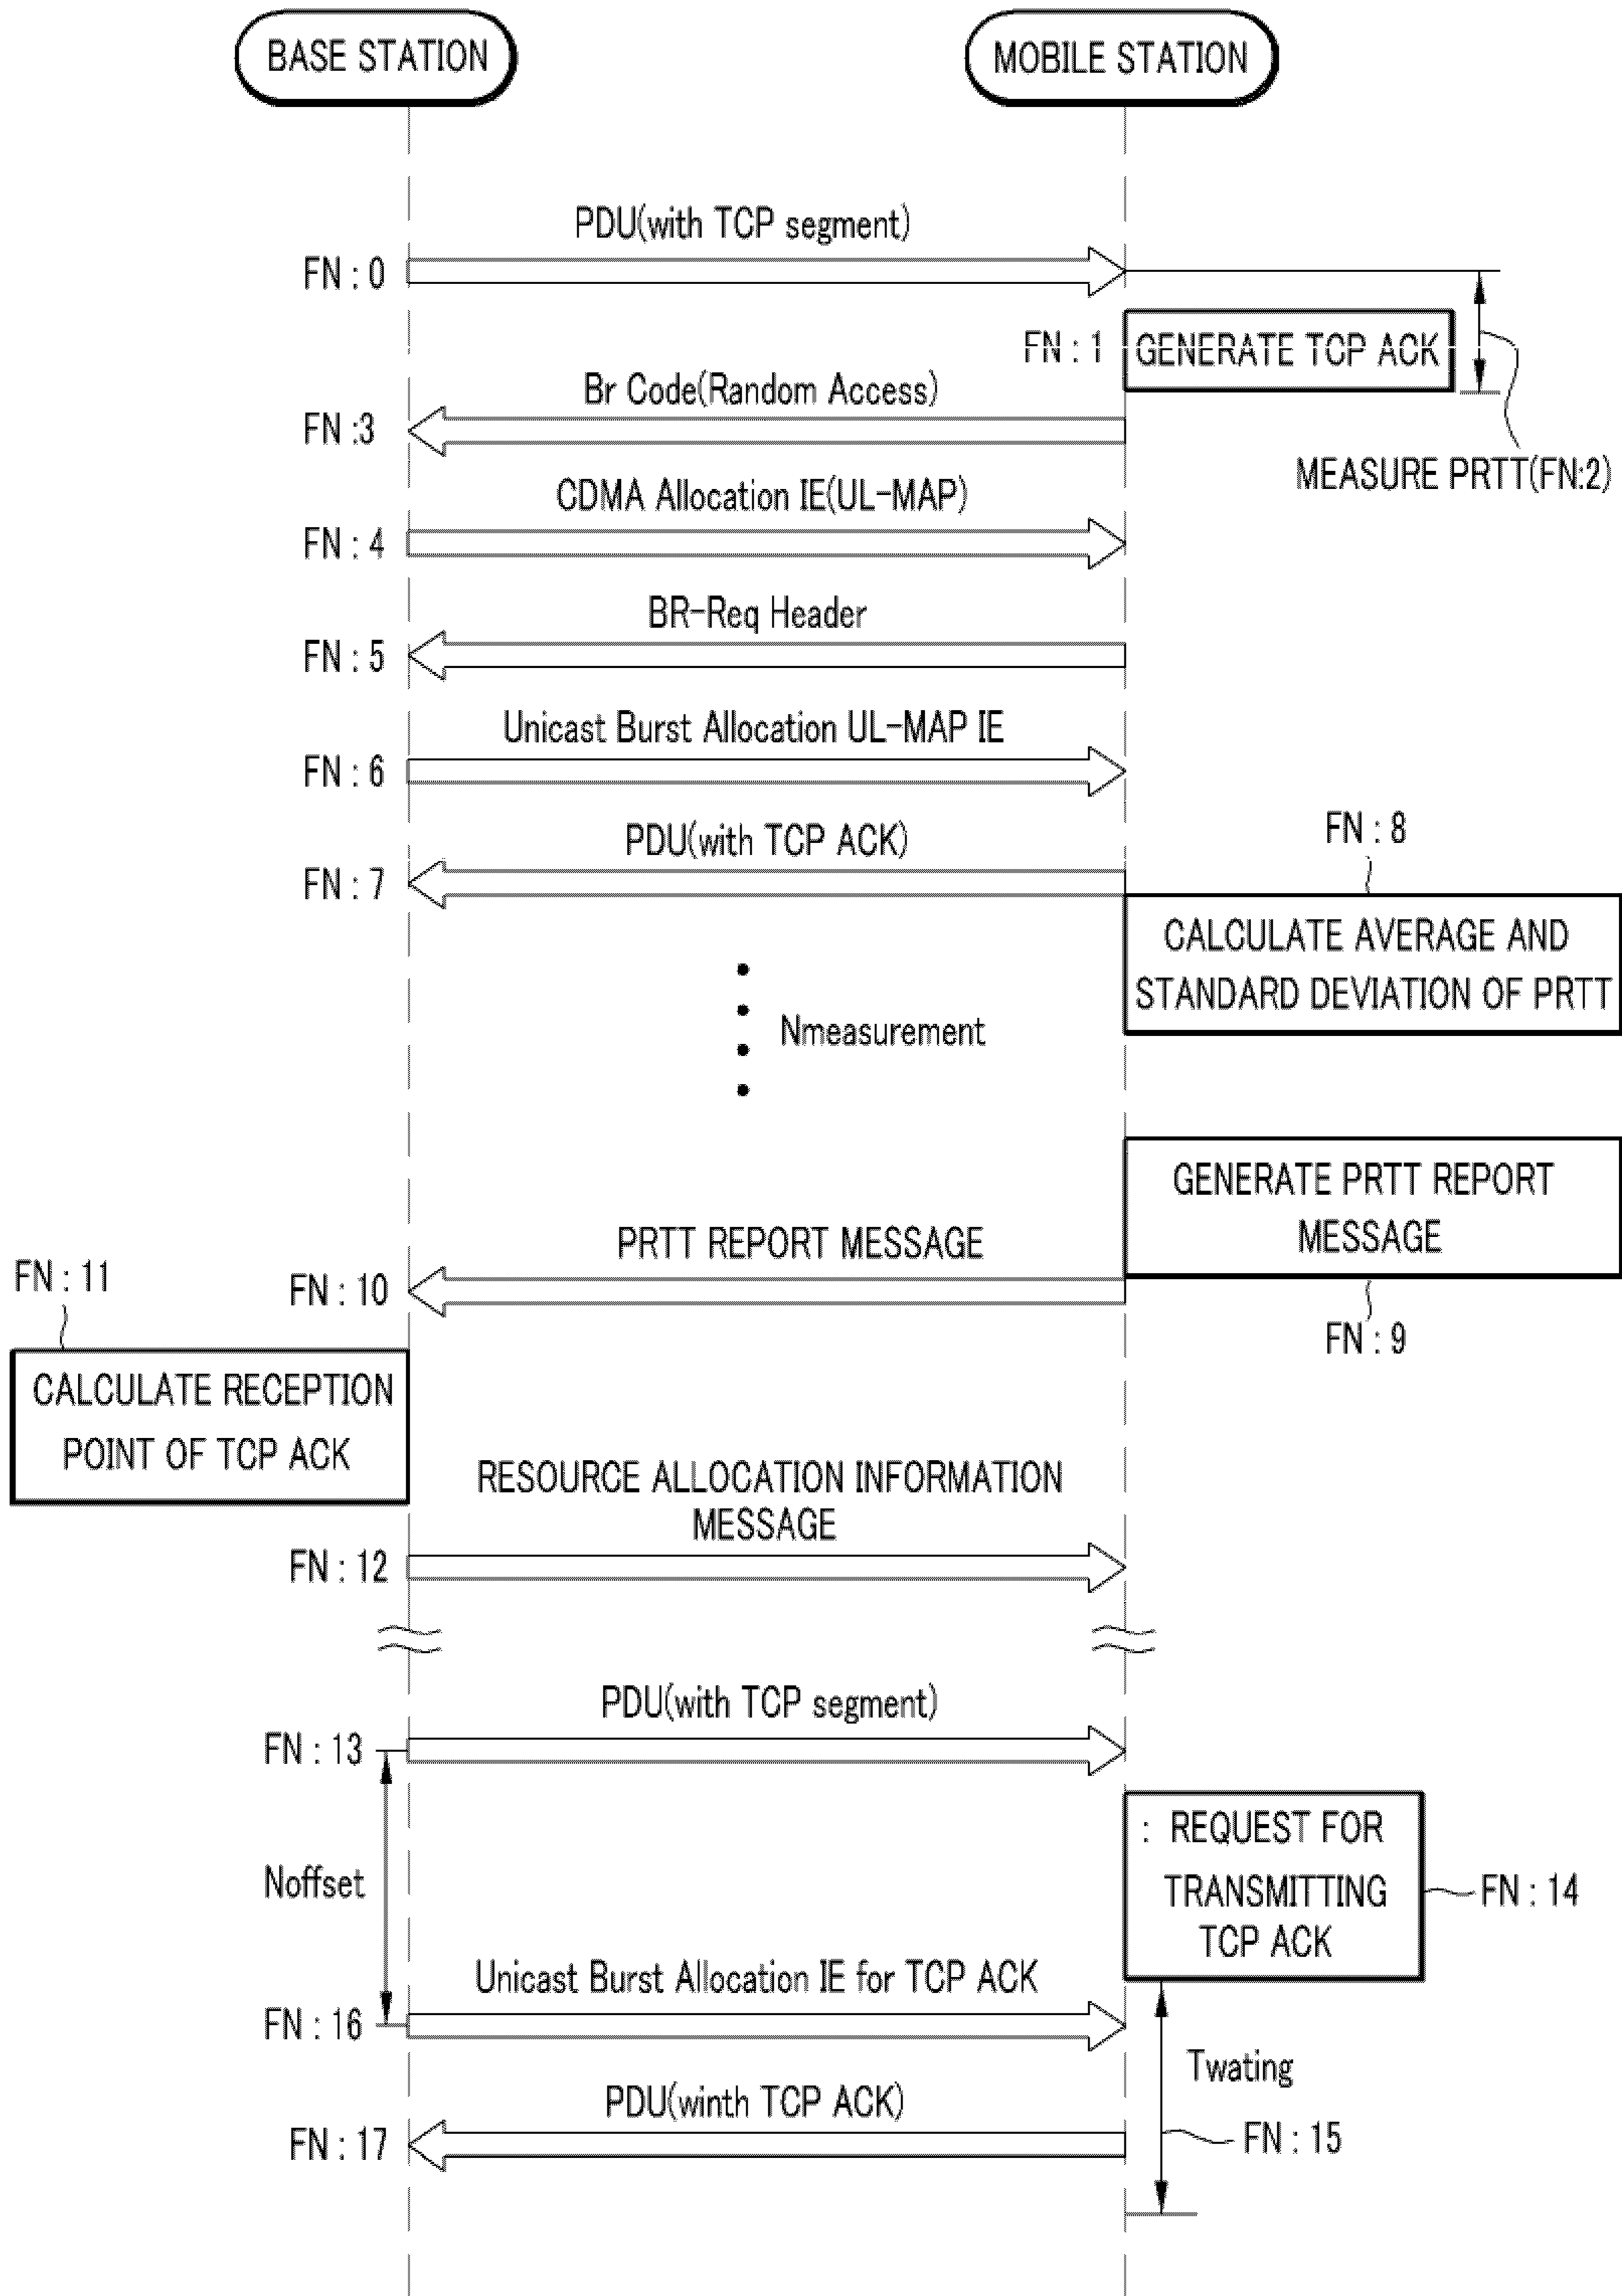 BASE STATION
MOBILE STATION
PDU(with TCP segment)
FN : 0
FN : 1
GENERATE TCP ACK
Br Code(Random Access)
FN :3
MEASURE PRTT(FN:2)
CDMA Allocation IE(UL-MAP)
FN : 4
BR-Req Header
FN : 5
Unicast Burst Allocation UL-MAP IE
FN : 6
PDU(with TCP ACK)
FN : 7
FN : 8
CALCULATE AVERAGE AND
STANDARD DEVIATION OF PRTT
Nmeasurement
GENERATE PRTT REPORT
MESSAGE
PRTT REPORT MESSAGE
FN : 10
FN : 9
FN : 11
CALCULATE RECEPTION
POINT OF TCP ACK
RESOURCE ALLOCATION INFORMATION
MESSAGE
FN : 12
PDU(with TCP segment)
FN : 13
: REQUEST FOR
TRANSMITTING
TCP ACK
FN : 14
Noffset
Unicast Burst Allocation IE for TCP ACK
FN : 16
Twating
PDU(winth TCP ACK)
FN : 17
FN : 15